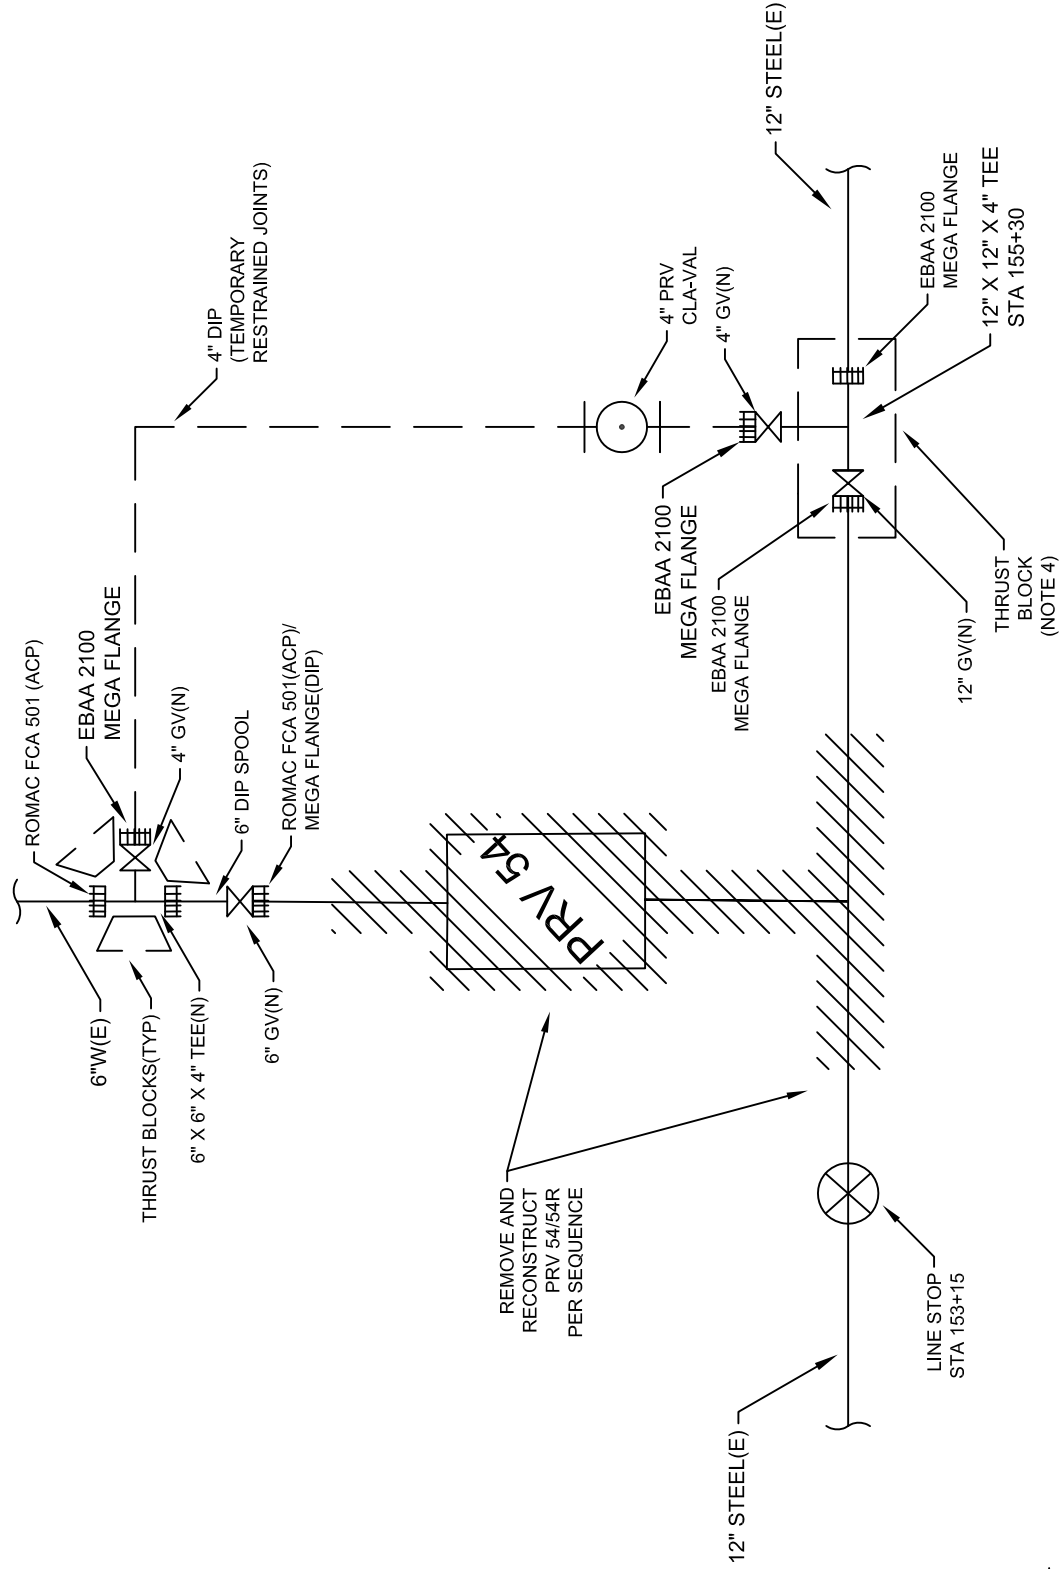 12" STEEL(E)
4" DIP
(TEMPORARY
RESTRAINED JOINTS)
4" PRV
CLA-VAL
4" GV(N)
EBAA 2100
MEGA FLANGE
12" X 12" X 4" TEE
STA 155+30
EBAA 2100
MEGA FLANGE
EBAA 2100
MEGA FLANGE
THRUST
BLOCK
(NOTE 4)
12" GV(N)
ROMAC FCA 501 (ACP)
EBAA 2100
MEGA FLANGE
4" GV(N)
6" DIP SPOOL
ROMAC FCA 501(ACP)/
MEGA FLANGE(DIP)
PRV 54
6"W(E)
THRUST BLOCKS(TYP)
6" X 6" X 4" TEE(N)
6" GV(N)
REMOVE AND
RECONSTRUCT
PRV 54/54R
PER SEQUENCE
LINE STOP
STA 153+15
12" STEEL(E)